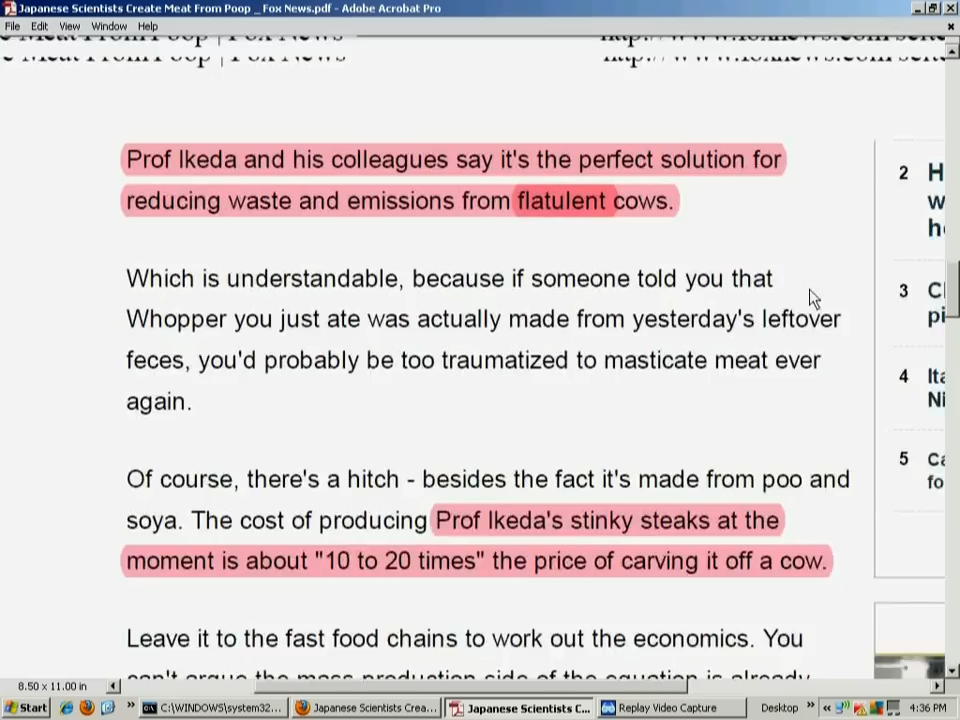 Japanese Scientists Create Meat From Poop _ Fox News.pdf - Adobe Acrobat Pro
File Edit View Window Help
Prof Ikeda and his colleagues say it's the perfect solution for
reducing waste and emissions from flatulent cows.
Which is understandable, because if someone told you that
Whopper you just ate was actually made from yesterday's leftover
feces, you'd probably be too traumatized to masticate meat ever
again.
Of course, there's a hitch - besides the fact it's made from poo and
soya. The cost of producing Prof Ikeda's stinky steaks at the
moment is about "10 to 20 times" the price of carving it off a cow.
Leave it to the fast food chains to work out the economics. You
2
3
4
5
8.50 x 11.00 in
Start
C:\WINDOWS\system32...
Japanese Scientists Crea...
Japanese Scientists C...
Replay Video Capture
Desktop
4:36 PM